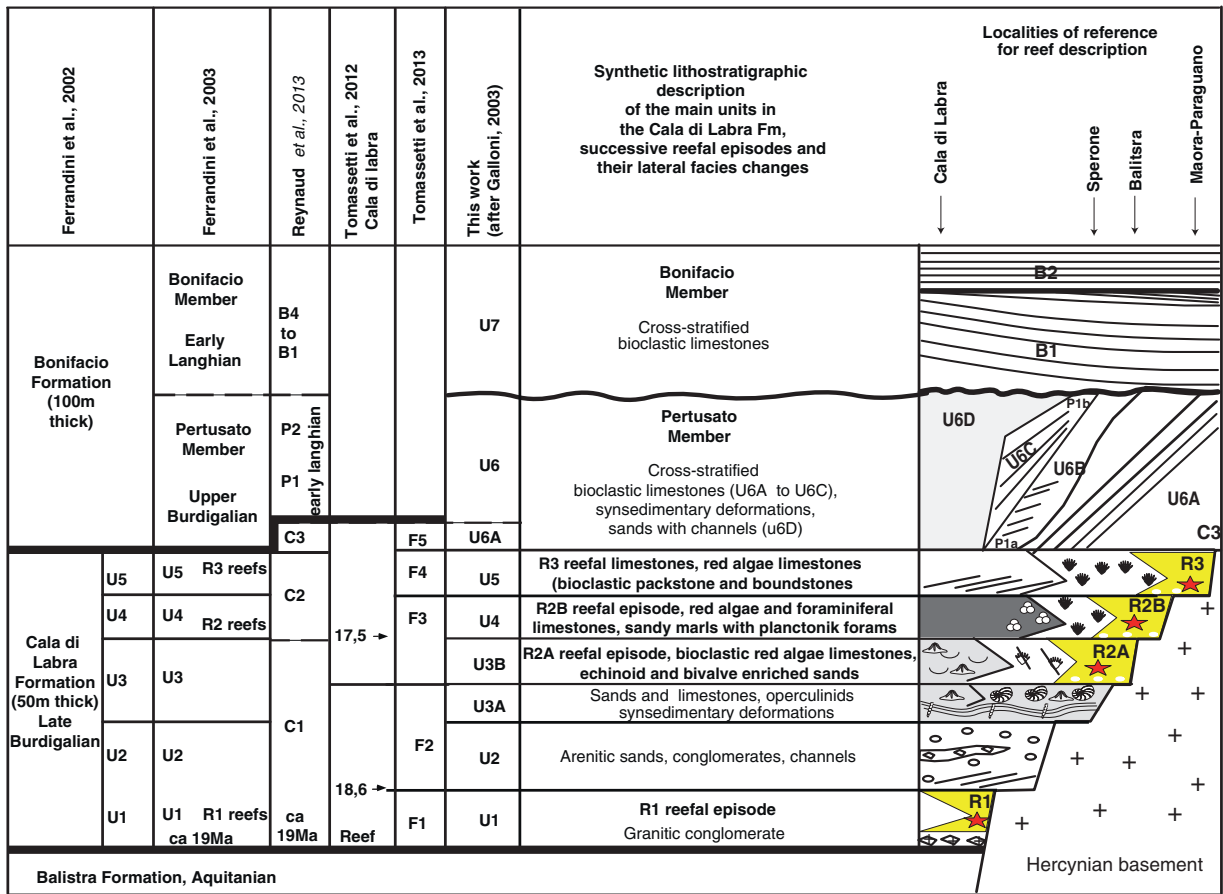 Ferrandini et al., 2002
Ferrandini et al., 2003
Reynaud et al., 2013
Tomassetti et al., 2012
Cala di labra
Tomassetti et al., 2013
This work
(after Galloni, 2003)
Synthetic lithostratigraphic
description
of the main units in
the Cala di Labra Fm,
successive reefal episodes and
their lateral facies changes
Localities of reference
for reef description
Cala di Labra
Sperone
Balitsra
Maora-Paraguano
Bonifacio
Formation
(100m
thick)
Bonifacio
Member
Early
Langhian
B4
to
B1
U7
Bonifacio
Member
Cross-stratified
bioclastic limestones
B2
B1
Pertusato
Member
Upper
Burdigalian
P2
P1
early langhian
U6
Pertusato
Member
Cross-stratified
bioclastic limestones (U6A to U6C),
synsedimentary deformations,
sands with channels (u6D)
U6D
P1b
U6C
U6B
U6A
P1a
C3
C3
F5
U6A
Cala di
Labra
Formation
(50m thick)
Late
Burdigalian
U5
U5 R3 reefs
C2
F4
U5
R3 reefal limestones, red algae limestones
(bioclastic packstone and boundstones
R3
U4
U4
R2 reefs
17,5
F3
U4
R2B reefal episode, red algae and foraminiferal
limestones, sandy marls with planctonik forams
R2B
U3
U3
U3B
R2A reefal episode, bioclastic red algae limestones,
echinoid and bivalve enriched sands
R2A
C1
U3A
Sands and limestones, operculinids
synsedimentary deformations
U2
U2
F2
U2
Arenitic sands, conglomerates, channels
18,6
U1
U1 R1 reefs
ca 19Ma
ca
19Ma
Reef
F1
U1
R1 reefal episode
Granitic conglomerate
R1
Hercynian basement
Balistra Formation, Aquitanian